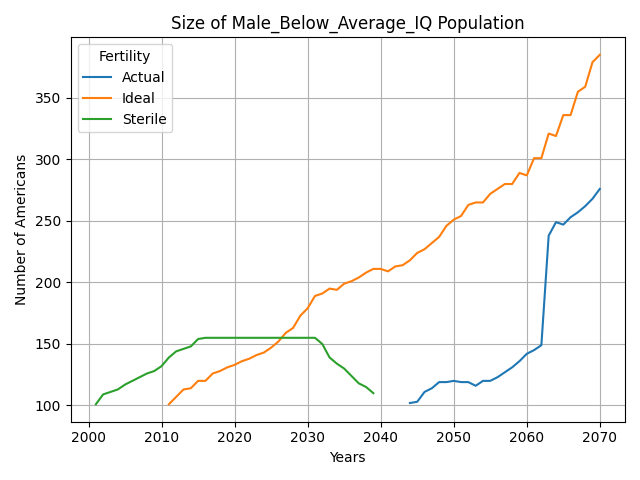 Size of Male_Below_Average_IQ Population
Fertility
Actual
Ideal
Sterile
Number of Americans
350
300
250
200
150
100
2000 2010 2020 2030 2040 2050 2060 2070
Years